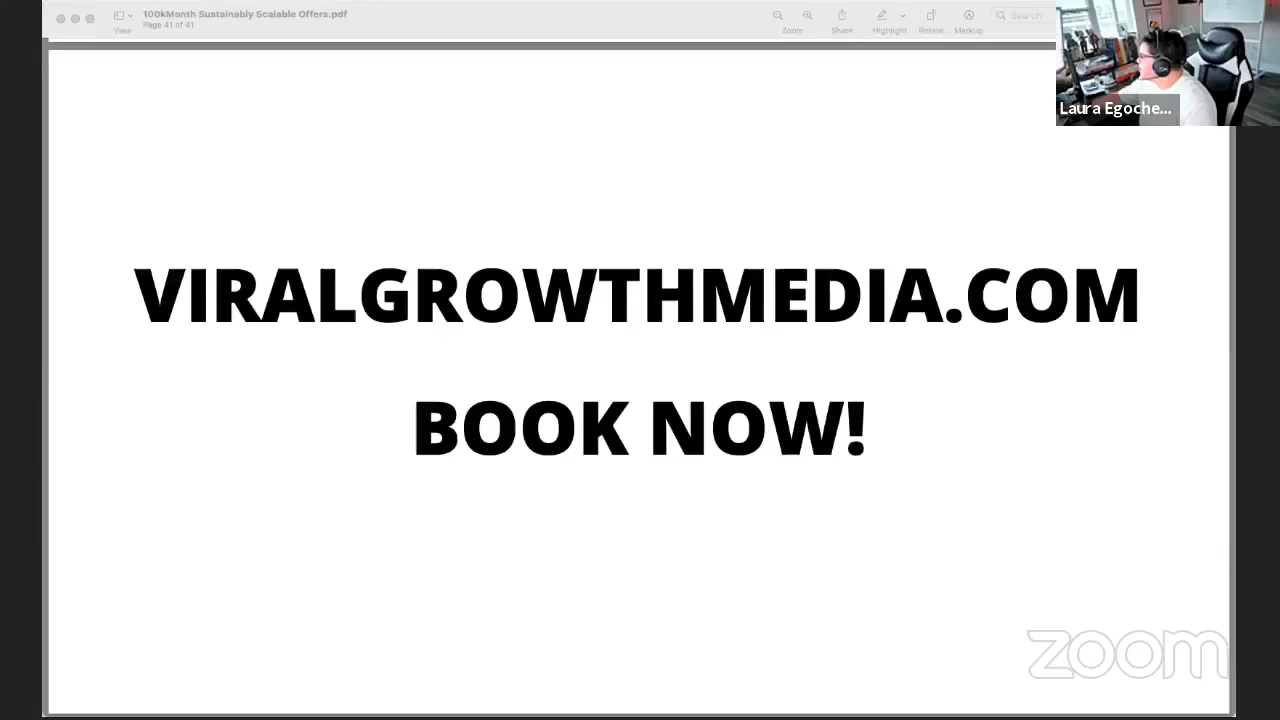 100kMonth Sustainably Scalable Offers.pdf
Page 41 of 41
View
Zoom
Share
Highlight
Rotate
Markup
Search
Laura Egoche...
VIRALGROWTHMEDIA.COM
BOOK NOW!
zoom